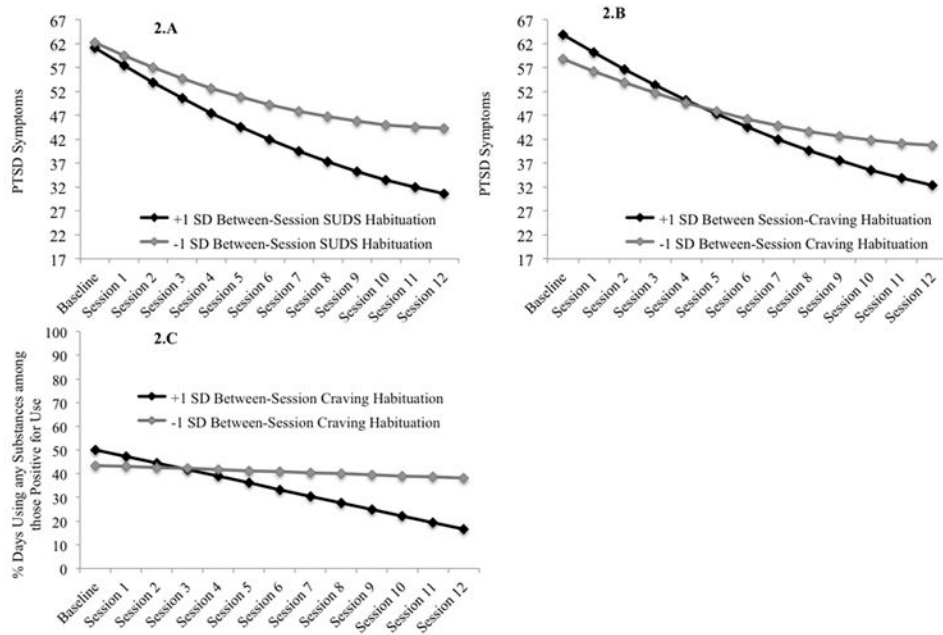 2.A
67
62
57
52
47
42
37
32
27
22
17
PTSD Symptoms
+1 SD Between-Session SUDS Habituation
-1 SD Between-Session SUDS Habituation
Baseline
Session 1
Session 2
Session 3
Session 4
Session 5
Session 6
Session 7
Session 8
Session 9
Session 10
Session 11
Session 12
2.B
67
62
57
52
47
42
37
32
27
22
17
PTSD Symptoms
+1 SD Between Session-Craving Habituation
-1 SD Between-Session Craving Habituation
Baseline
Session 1
Session 2
Session 3
Session 4
Session 5
Session 6
Session 7
Session 8
Session 9
Session 10
Session 11
Session 12
2.C
100
90
80
70
60
50
40
30
20
10
0
% Days Using any Substances among
those Positive for Use
+1 SD Between-Session Craving Habituation
-1 SD Between-Session Craving Habituation
Baseline
Session 1
Session 2
Session 3
Session 4
Session 5
Session 6
Session 7
Session 8
Session 9
Session 10
Session 11
Session 12